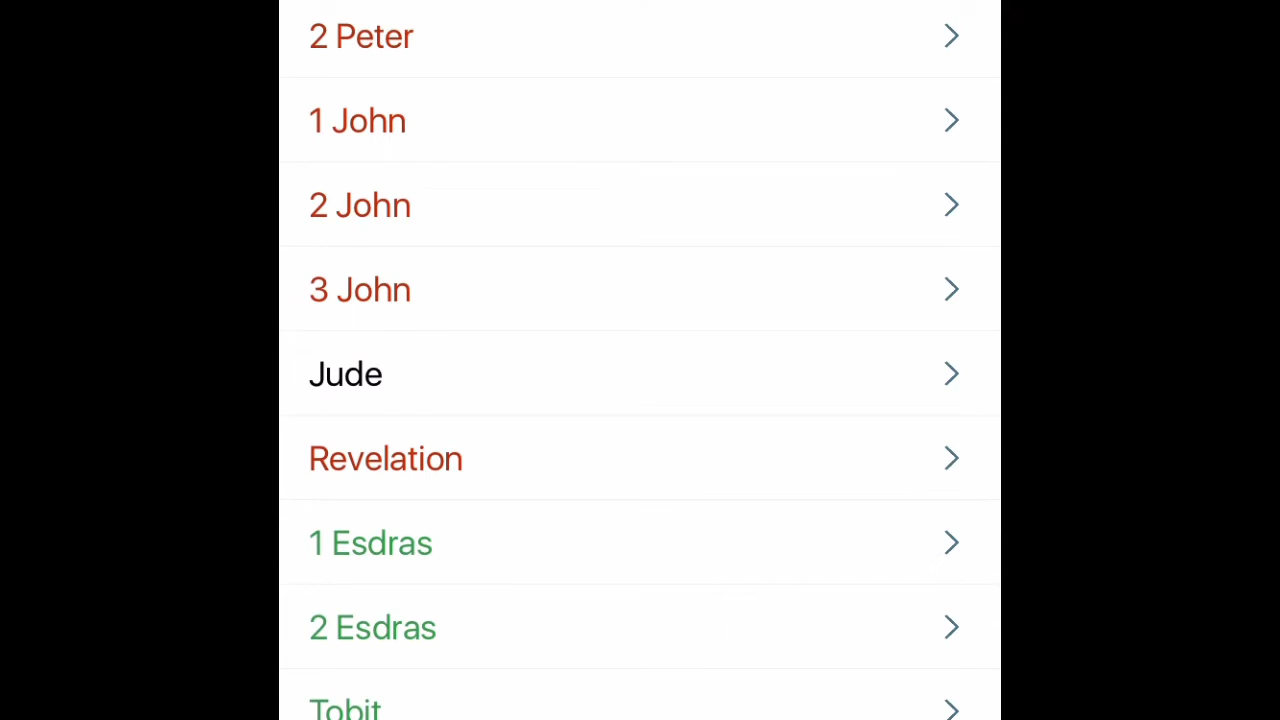 2 Peter
1 John
2 John
3 John
Jude
Revelation
1 Esdras
2 Esdras
Tobit